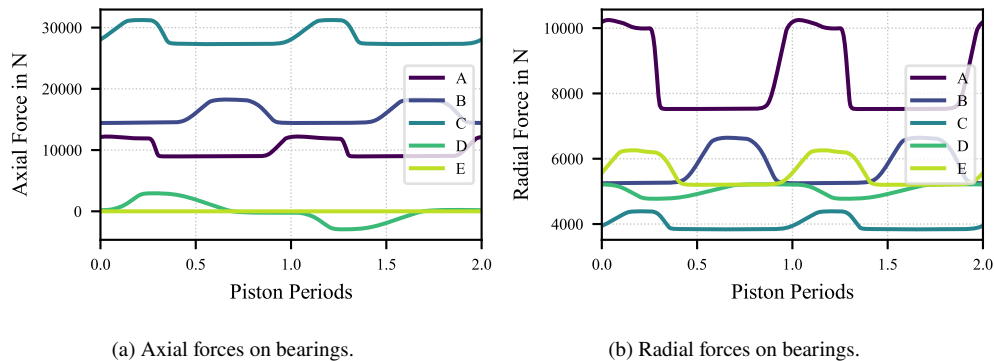 30000
20000
10000
0
Axial Force in N
A
B
C
D
E
0.0 0.5 1.0 1.5 2.0
Piston Periods
(a) Axial forces on bearings.
10000
8000
6000
4000
Radial Force in N
A
B
C
D
E
0.0 0.5 1.0 1.5 2.0
Piston Periods
(b) Radial forces on bearings.